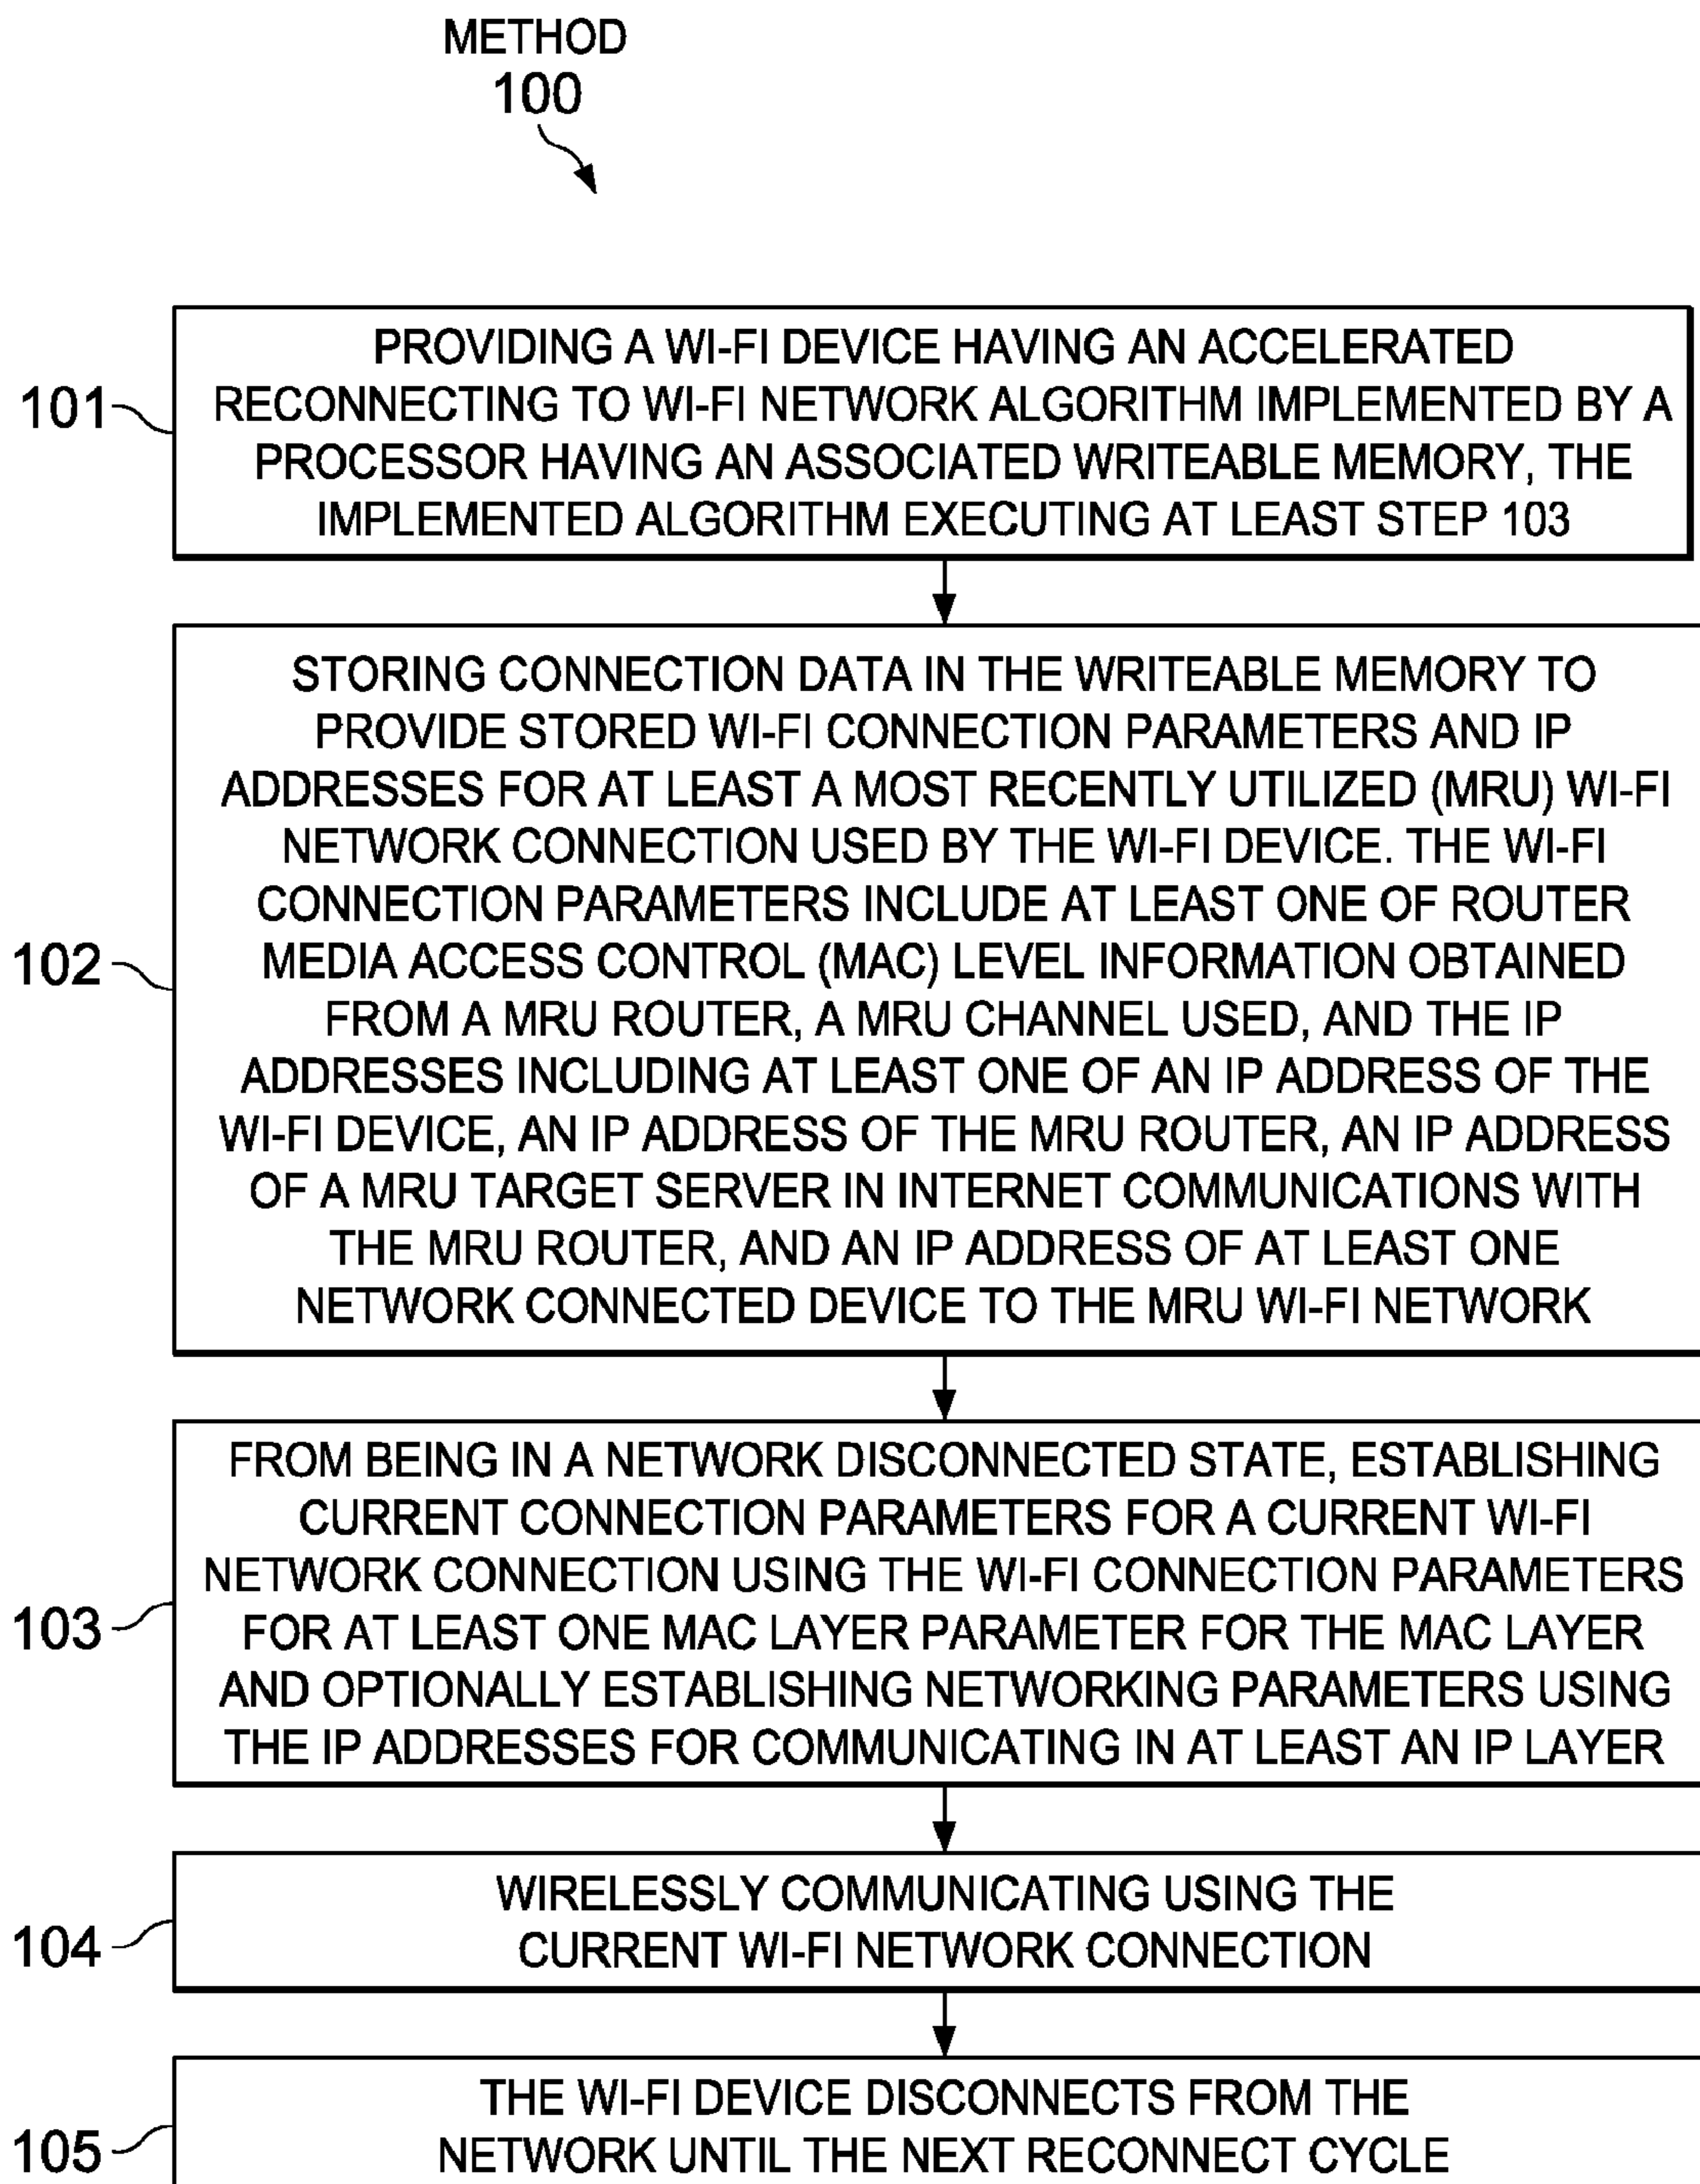 METHOD
100
101
PROVIDING A WI-FI DEVICE HAVING AN ACCELERATED
RECONNECTING TO WI-FI NETWORK ALGORITHM IMPLEMENTED BY A
PROCESSOR HAVING AN ASSOCIATED WRITEABLE MEMORY, THE
IMPLEMENTED ALGORITHM EXECUTING AT LEAST STEP 103
102
STORING CONNECTION DATA IN THE WRITEABLE MEMORY TO
PROVIDE STORED WI-FI CONNECTION PARAMETERS AND IP
ADDRESSES FOR AT LEAST A MOST RECENTLY UTILIZED (MRU) WI-FI
NETWORK CONNECTION USED BY THE WI-FI DEVICE. THE WI-FI
CONNECTION PARAMETERS INCLUDE AT LEAST ONE OF ROUTER
MEDIA ACCESS CONTROL (MAC) LEVEL INFORMATION OBTAINED
FROM A MRU ROUTER, A MRU CHANNEL USED, AND THE IP
ADDRESSES INCLUDING AT LEAST ONE OF AN IP ADDRESS OF THE
WI-FI DEVICE, AN IP ADDRESS OF THE MRU ROUTER, AN IP ADDRESS
OF A MRU TARGET SERVER IN INTERNET COMMUNICATIONS WITH
THE MRU ROUTER, AND AN IP ADDRESS OF AT LEAST ONE
NETWORK CONNECTED DEVICE TO THE MRU WI-FI NETWORK
103
FROM BEING IN A NETWORK DISCONNECTED STATE, ESTABLISHING
CURRENT CONNECTION PARAMETERS FOR A CURRENT WI-FI
NETWORK CONNECTION USING THE WI-FI CONNECTION PARAMETERS
FOR AT LEAST ONE MAC LAYER PARAMETER FOR THE MAC LAYER
AND OPTIONALLY ESTABLISHING NETWORKING PARAMETERS USING
THE IP ADDRESSES FOR COMMUNICATING IN AT LEAST AN IP LAYER
104
WIRELESSLY COMMUNICATING USING THE
CURRENT WI-FI NETWORK CONNECTION
105
THE WI-FI DEVICE DISCONNECTS FROM THE
NETWORK UNTIL THE NEXT RECONNECT CYCLE